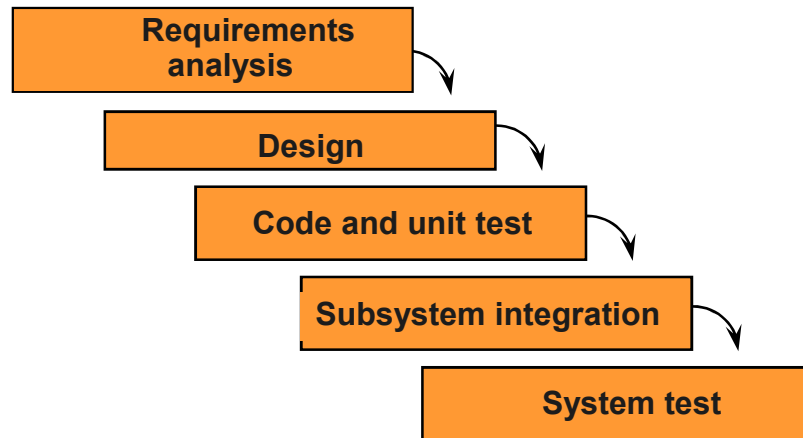 Requirements
analysis
Design
Code and unit test
Subsystem integration
System test